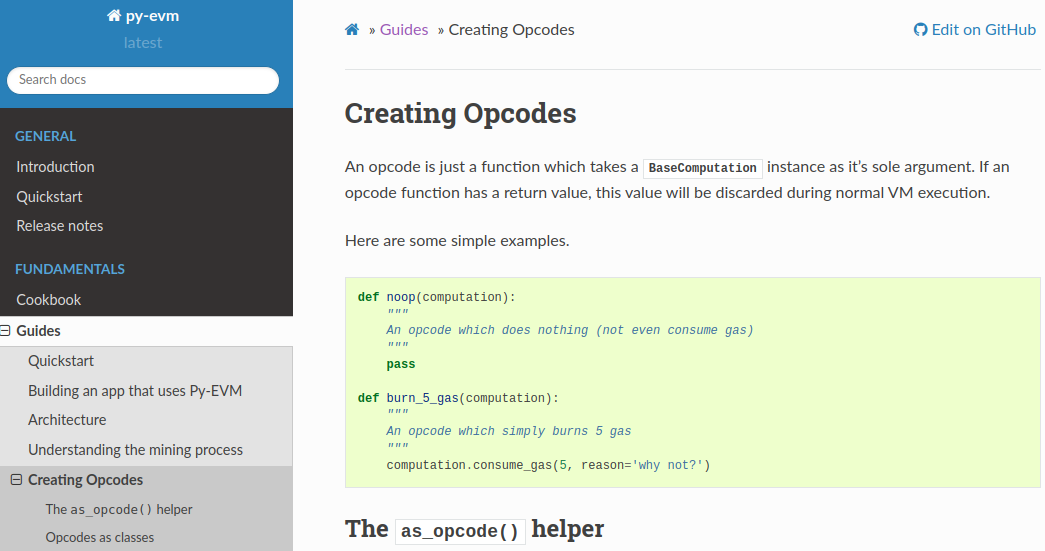 py-evm
latest
Search docs
GENERAL
Introduction
Quickstart
Release notes
FUNDAMENTALS
Cookbook
Guides
Quickstart
Building an app that uses Py-EVM
Architecture
Understanding the mining process
Creating Opcodes
The as_opcode() helper
Opcodes as classes
» Guides » Creating Opcodes
Edit on GitHub
Creating Opcodes
An opcode is just a function which takes a BaseComputation instance as it’s sole argument. If an
opcode function has a return value, this value will be discarded during normal VM execution.
Here are some simple examples.
def noop(computation):
    """
    An opcode which does nothing (not even consume gas)
    """
    pass
def burn_5_gas(computation):
    """
    An opcode which simply burns 5 gas
    """
    computation.consume_gas(5, reason='why not?')
The as_opcode() helper